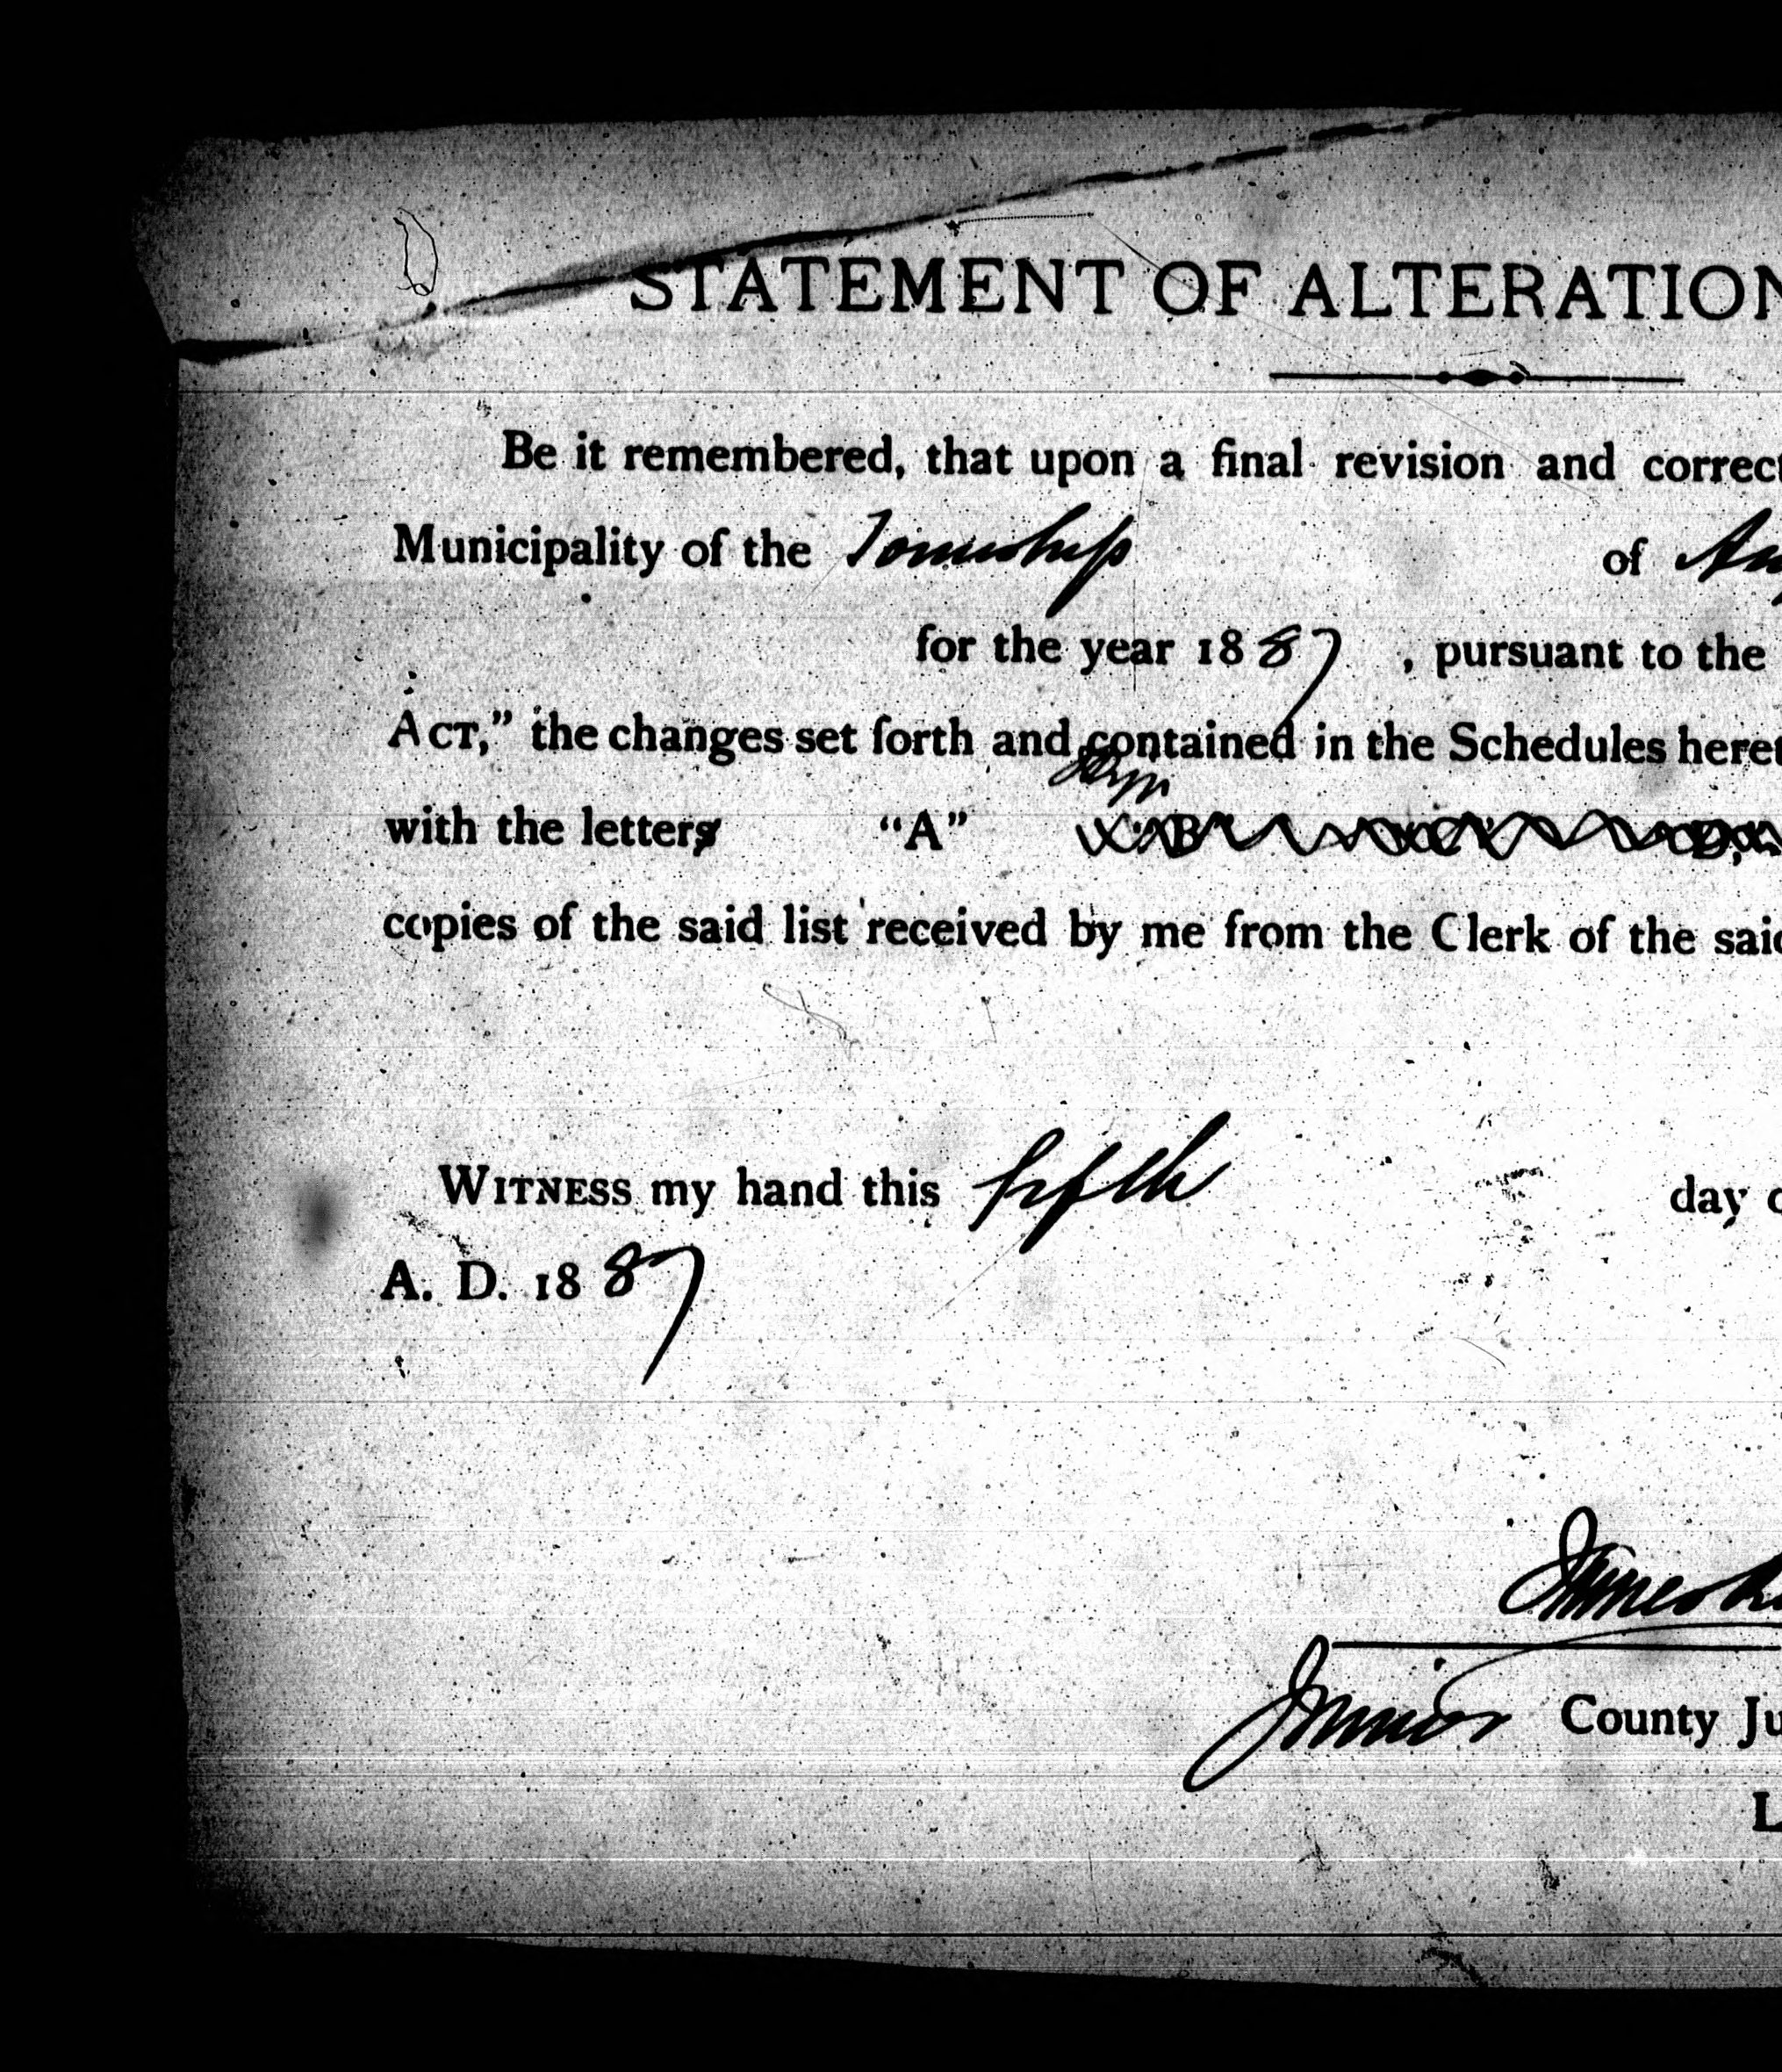 STATEMENT OF ALTERATION
Be it remembered, that upon a final revision and correct
Municipality of the Township of
for the year 1887, pursuant to the
ACT,” the changes set forth and contained in the Schedules heret
with the letters “A” “B” “C” “D,”
copies of the said list received by me from the Clerk of the said
WITNESS my hand this fifth day o
A. D. 1887
James
Junior County Ju
L